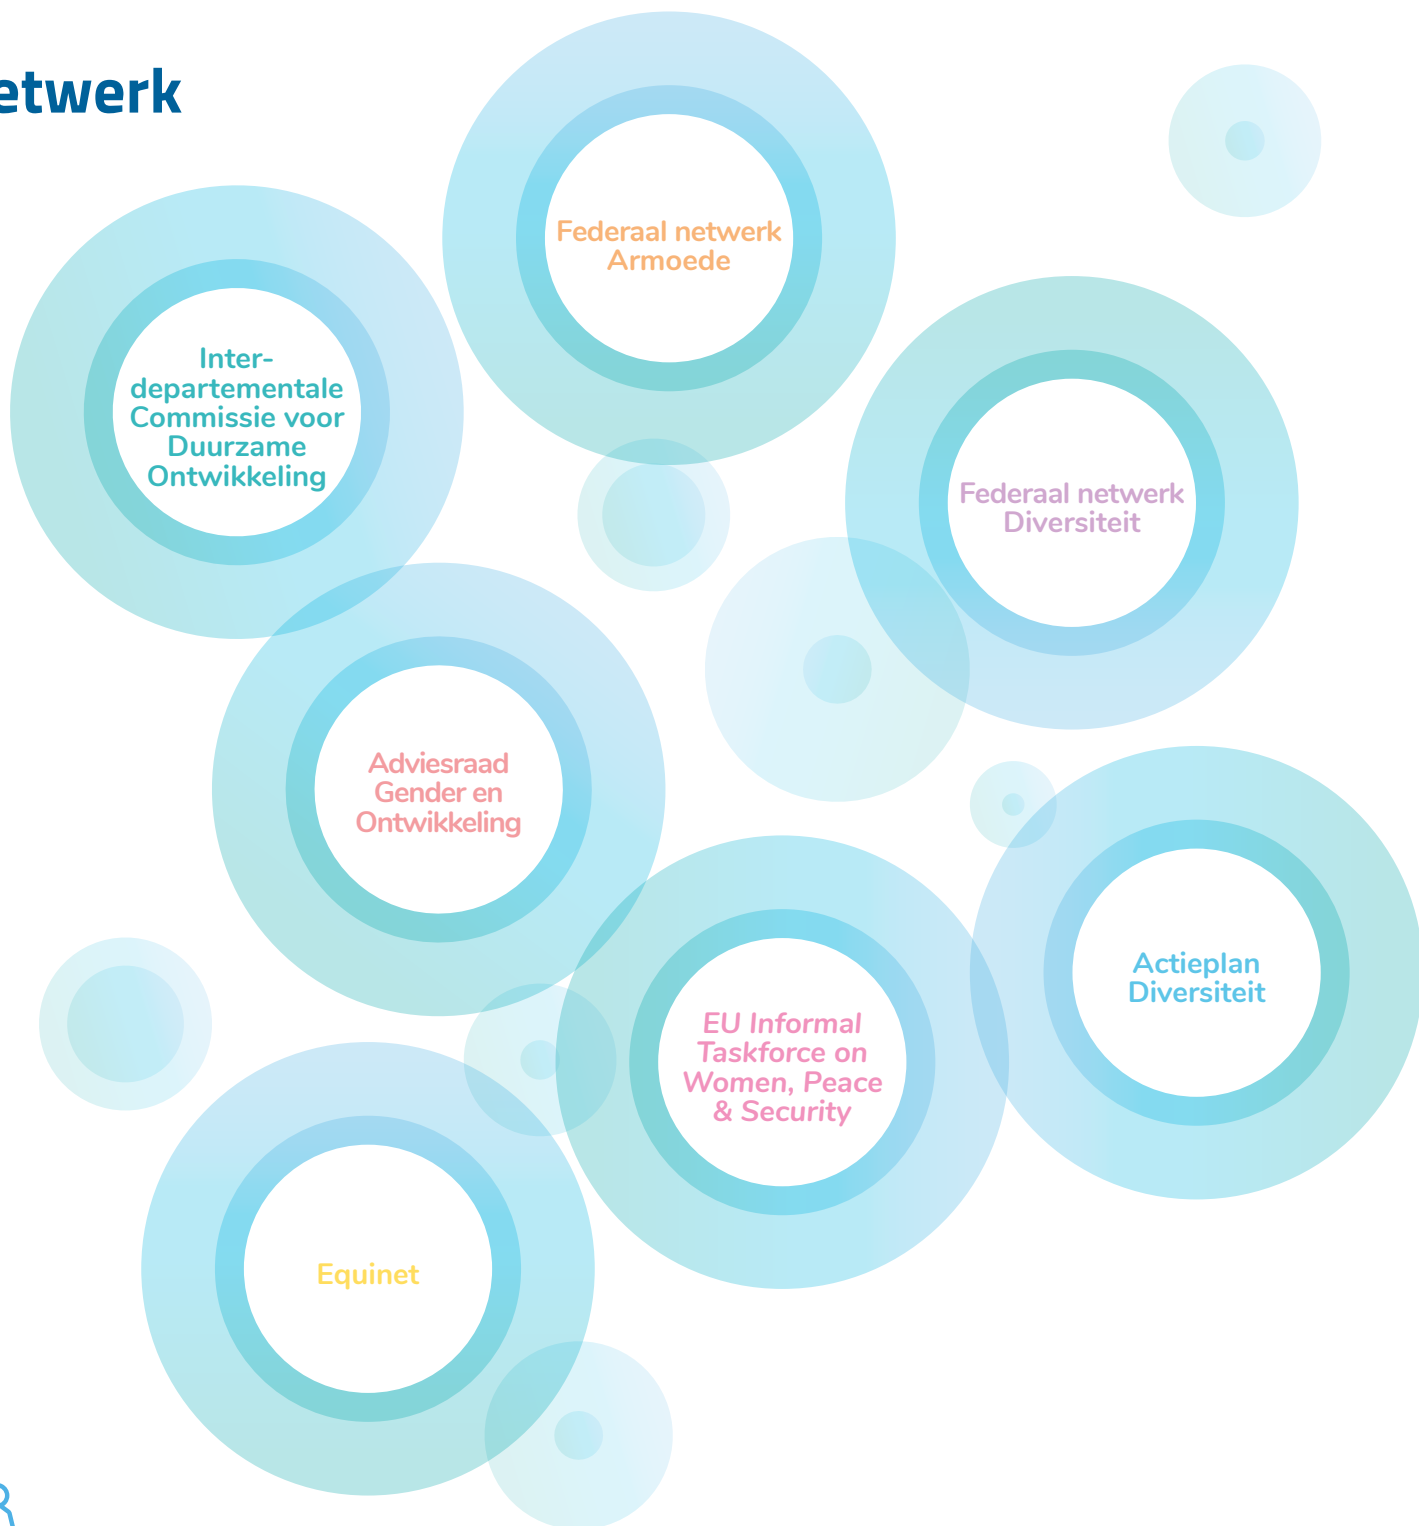 etwerk
Federaal netwerk
Armoede
Inter-
departementale
Commissie voor
Duurzame
Ontwikkeling
Federaal netwerk
Diversiteit
Adviesraad
Gender en
Ontwikkeling
Actieplan
Diversiteit
EU Informal
Taskforce on
Women, Peace
& Security
Equinet